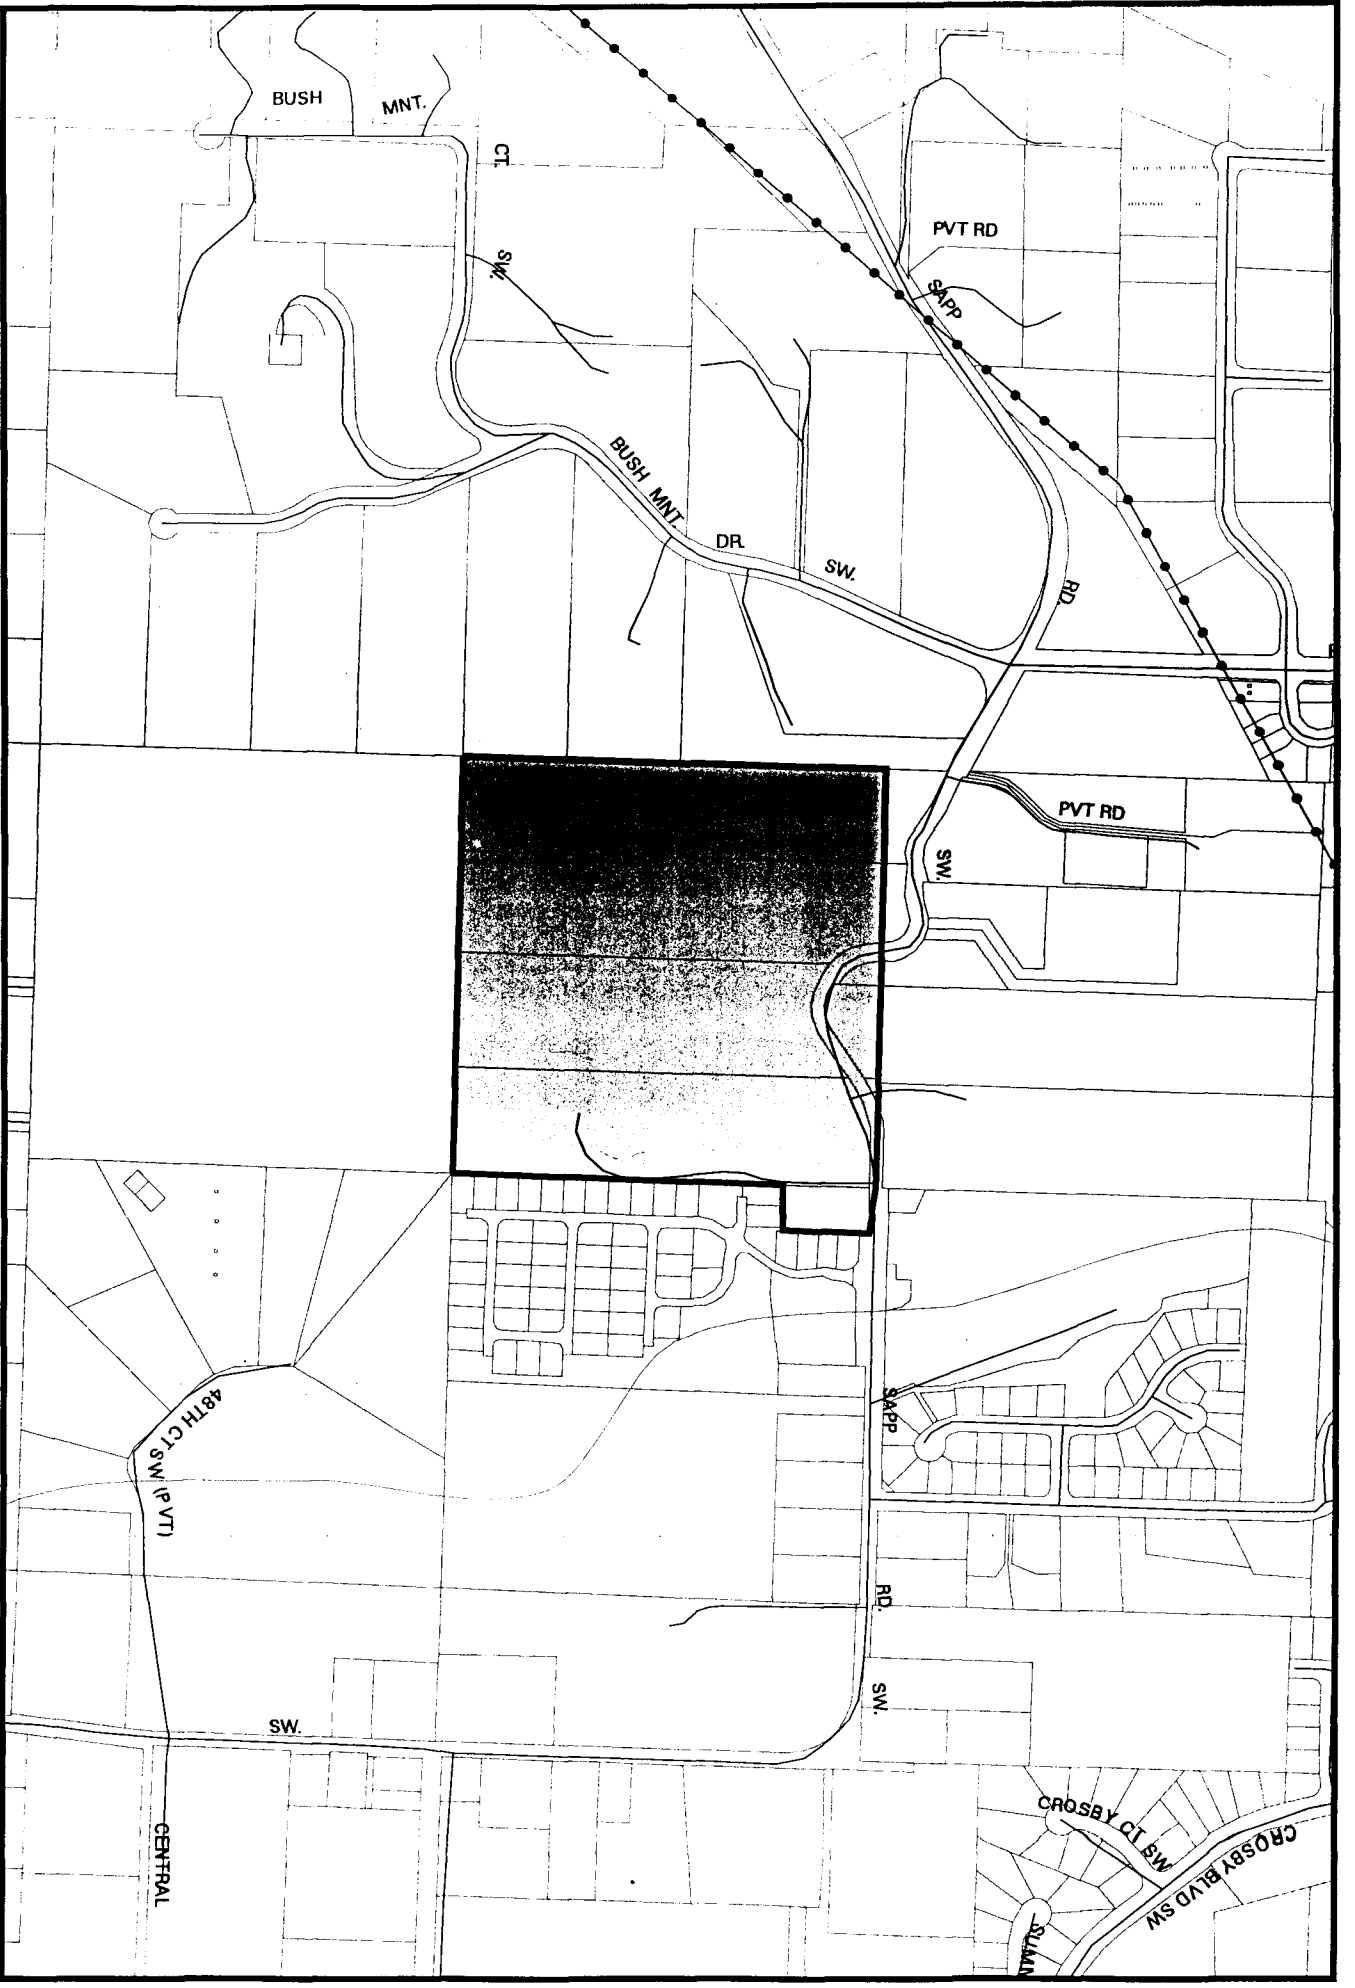 BUSH
MNT.
CT.
SW.
PVT RD
SAPP
BUSH MNT.
DR.
SW.
RD.
PVT RD
SW.
SAPP
48TH CT SW (PVT)
RD.
SW.
SW.
CENTRAL
CROSBY CT SW
CROSBY BLVD SW
SUMN